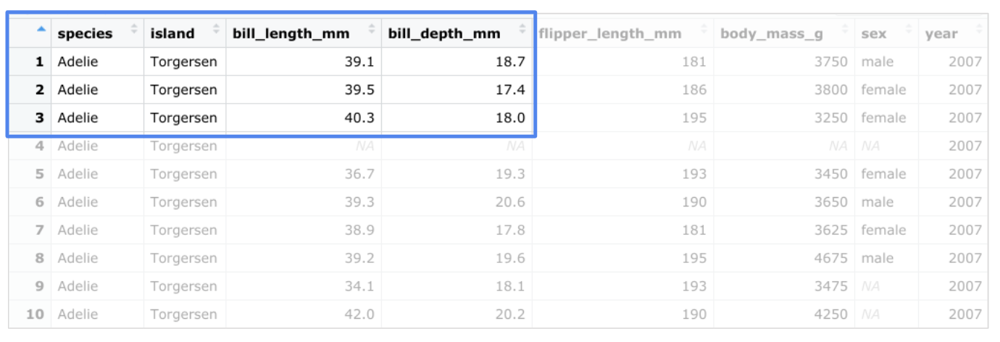 species island bill_length_mm bill_depth_mm flipper_length_mm body_mass_g sex year
1 Adelie Torgersen 39.1 18.7 181 3750 male 2007
2 Adelie Torgersen 39.5 17.4 186 3800 female 2007
3 Adelie Torgersen 40.3 18.0 195 3250 female 2007
4 Adelie Torgersen NA NA NA NA NA 2007
5 Adelie Torgersen 36.7 19.3 193 3450 female 2007
6 Adelie Torgersen 39.3 20.6 190 3650 male 2007
7 Adelie Torgersen 38.9 17.8 181 3625 female 2007
8 Adelie Torgersen 39.2 19.6 195 4675 male 2007
9 Adelie Torgersen 34.1 18.1 193 3475 NA 2007
10 Adelie Torgersen 42.0 20.2 190 4250 NA 2007